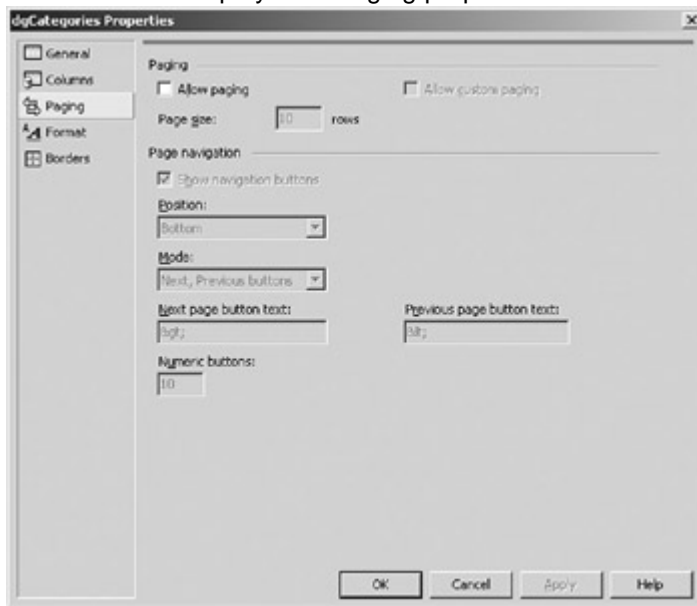 dgCategories Properties
General
Columns
Paging
Format
Borders
Paging
Allow paging
Allow custom paging
Page size:
10
rows
Page navigation
Show navigation buttons
Position:
Bottom
Mode:
Next, Previous buttons
Next page button text:
Previous page button text:
&gt;
&lt;
Numeric buttons:
10
OK
Cancel
Apply
Help